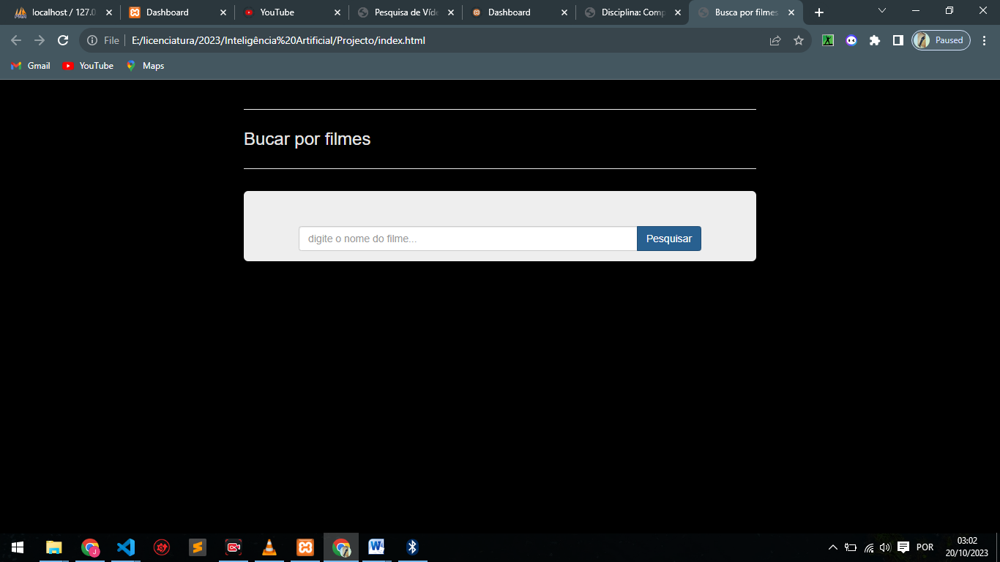 localhost / 127.0
Dashboard
YouTube
Pesquisa de Víd
Dashboard
Disciplina: Comp
Busca por filmes
File
E:/licenciatura/2023/Inteligência%20Artificial/Projecto/index.html
Paused
Gmail
YouTube
Maps
Bucar por filmes
digite o nome do filme...
Pesquisar
POR
03:02
20/10/2023